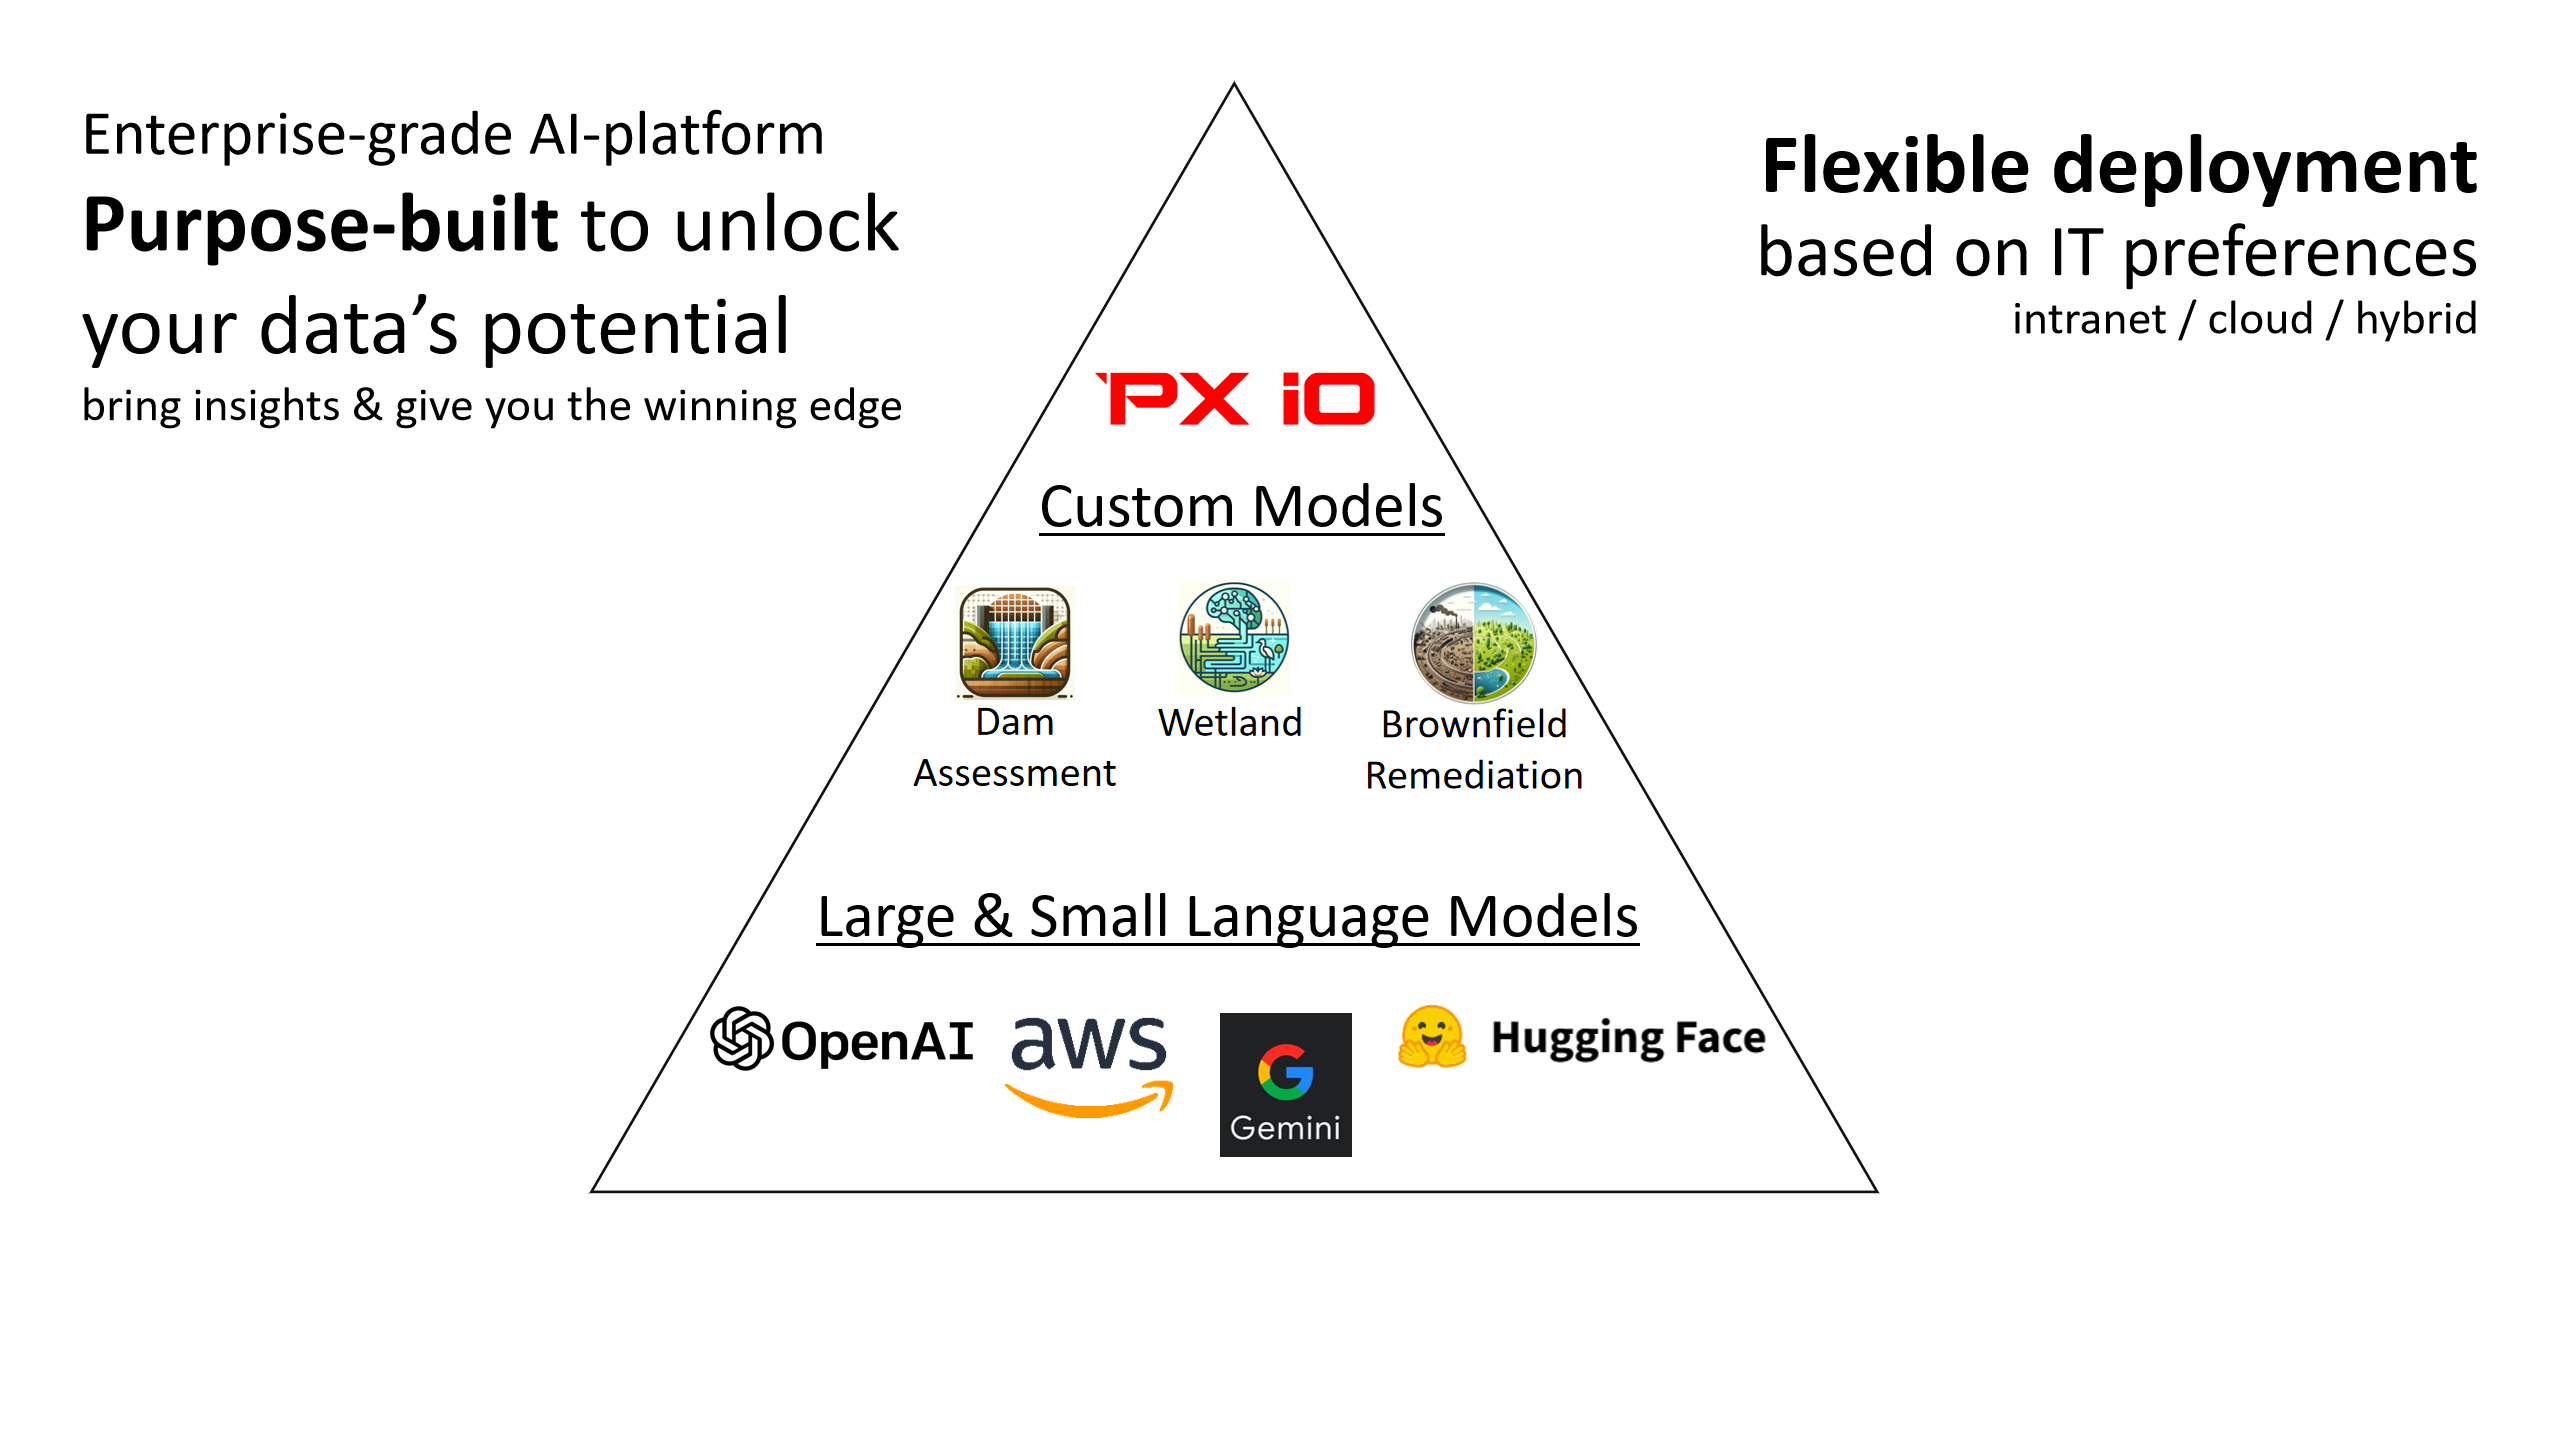 Enterprise-grade AI-platform
Purpose-built to unlock
your data’s potential
bring insights & give you the winning edge
Flexible deployment
based on IT preferences
intranet / cloud / hybrid
PX iO
Custom Models
Dam
Assessment
Wetland
Brownfield
Remediation
Large & Small Language Models
OpenAI
aws
Gemini
Hugging Face